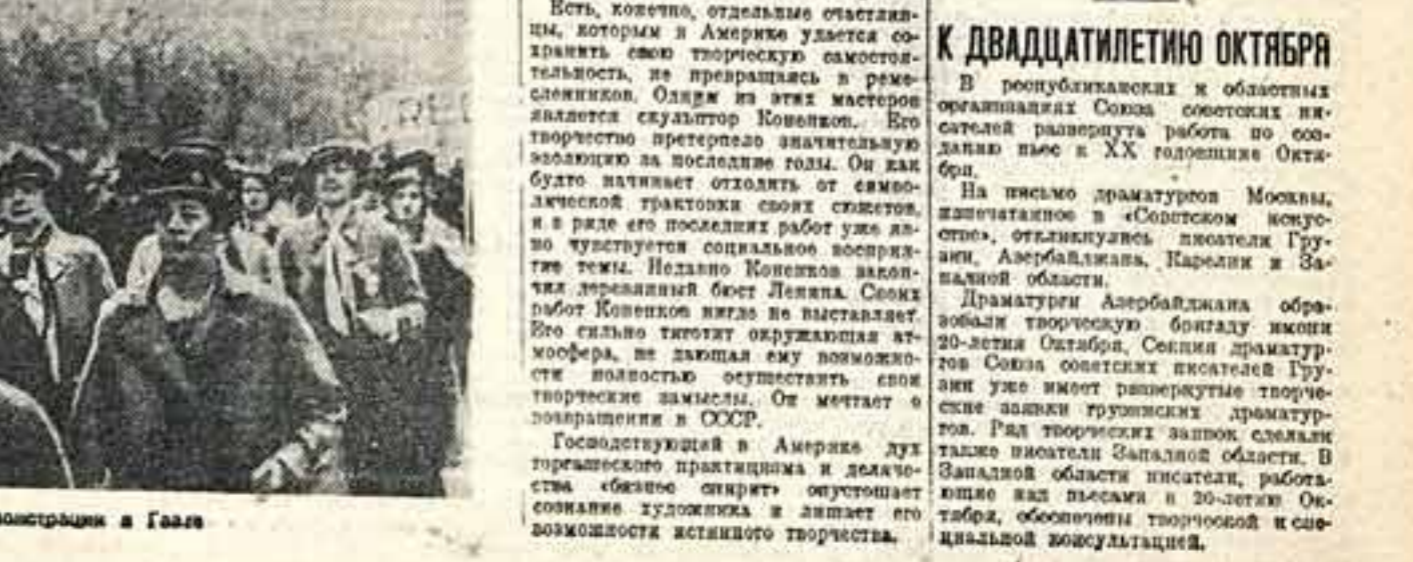 онстрации в Гааге
Есть, конечно, отдельные счастлив-
цы, которым в Америке удается со-
хранить свою творческую самостоя-
тельность, не превращаясь в реме-
сленников. Одним из этих мастеров
является скульптор Коненков. Его
творчество претерпело значительную
эволюцию за последние годы. Он как
будто начинает отходить от симво-
лической трактовки своих сюжетов,
и в ряде его последних работ уже яв-
но чувствуется социальное восприя-
тие темы. Недавно Коненков закон-
чил деревянный бюст Ленина. Своих
работ Коненков нигде не выставляет.
Его сильно тяготит окружающая ат-
мосфера, не дающая ему возможно-
сти полностью осуществить свои
творческие замыслы. Он мечтает о
возвращении в СССР.
Господствующий в Америке дух
торгашеского практицизма и деляче-
ства «бизнес спирит» опустошает
сознание художника и лишает его
возможности истинного творчества.
К ДВАДЦАТИЛЕТИЮ ОКТЯБРЯ
В республиканских и областных
организациях Союза советских пи-
сателей развернута работа по соз-
данию пьес к XX годовщине Октя-
бря.
На письмо драматургов Москвы,
напечатанное в «Советском искус-
стве», откликнулись писатели Гру-
зии, Азербайджана, Карелии и За-
падной области.
Драматурги Азербайджана обра-
зовали творческую бригаду имени
20-летия Октября. Секция драматур-
гов Союза советских писателей Гру-
зии уже имеет развернутые творче-
ские заявки грузинских драматур-
гов. Ряд творческих заявок сделали
также писатели Западной области. В
Западной области писатели, работа-
ющие над пьесами к 20-летию Ок-
тября, обеспечены творческой и спе-
циальной консультацией.